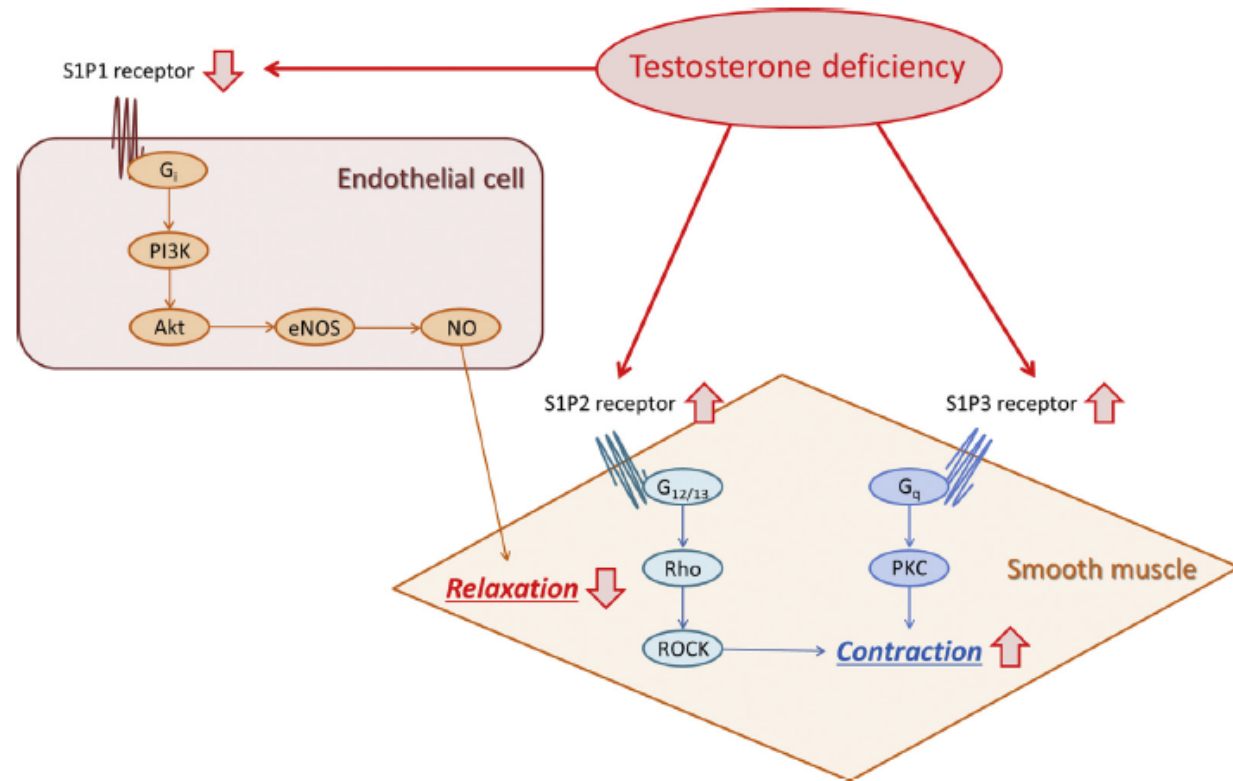 Testosterone deficiency
S1P1 receptor
Gi
Endothelial cell
PI3K
Akt
eNOS
NO
S1P2 receptor
S1P3 receptor
G12/13
Gq
Rho
PKC
Smooth muscle
Relaxation
ROCK
Contraction